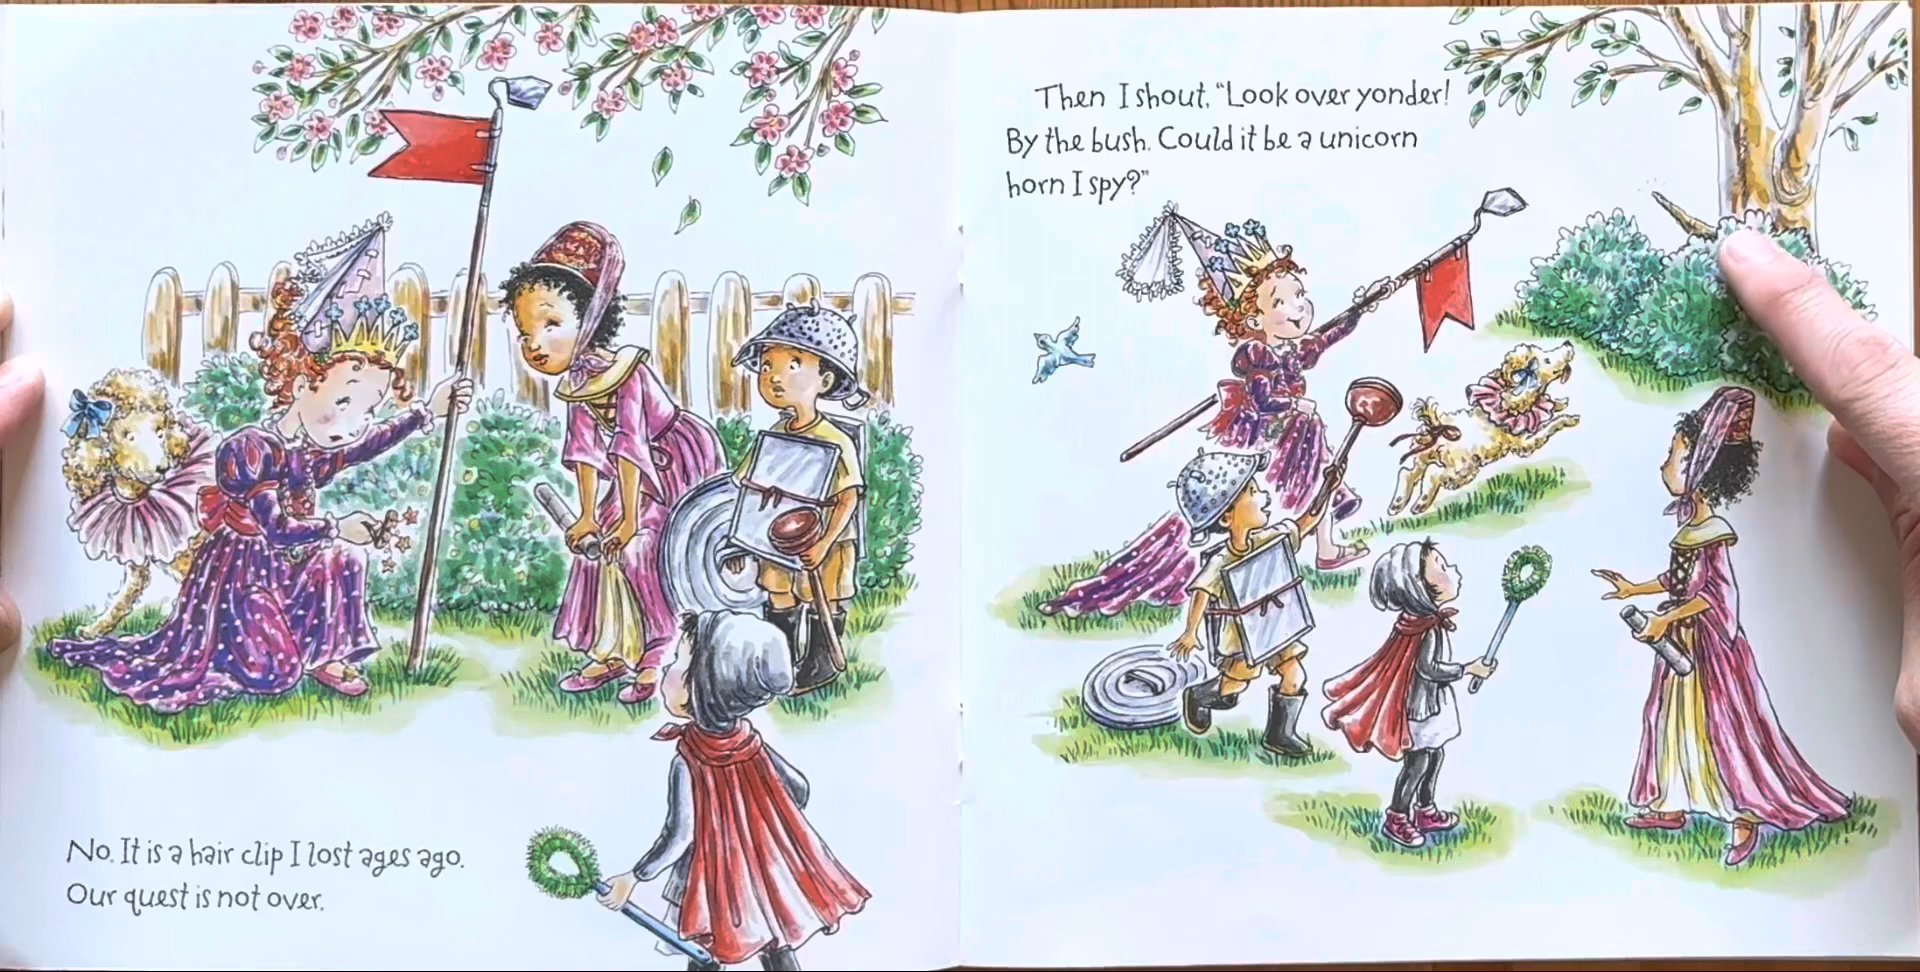 No. It is a hair clip I lost ages ago.
Our quest is not over.
Then I shout, "Look over yonder!
By the bush. Could it be a unicorn
horn I spy?"